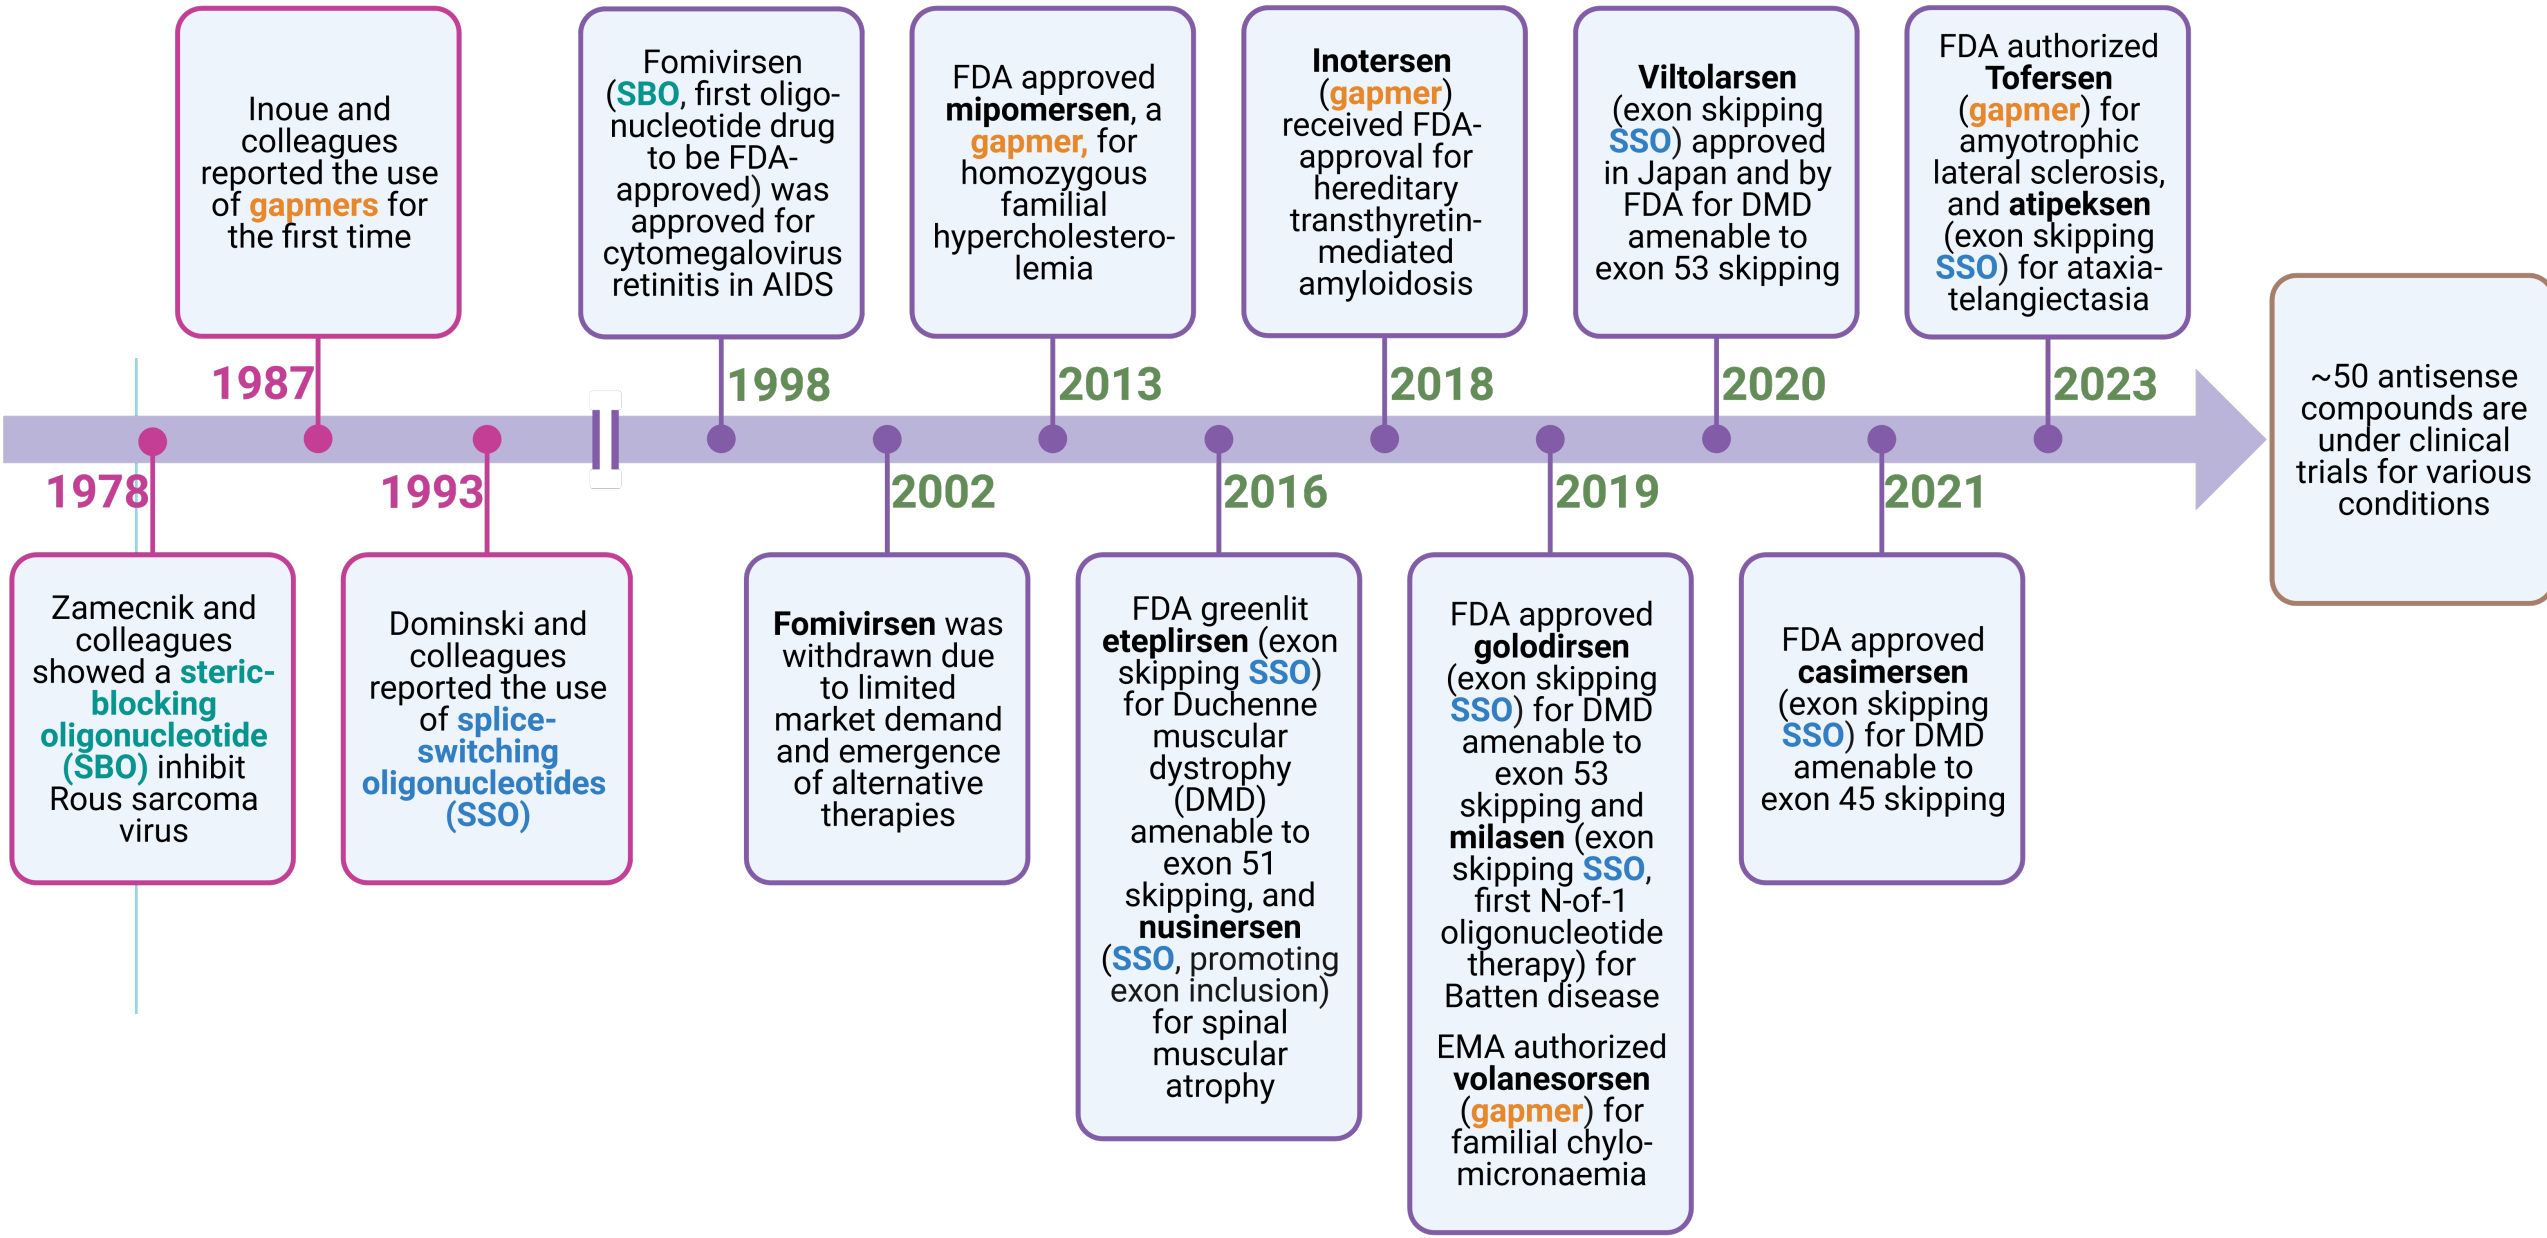 Inoue and
colleagues
reported the use
of gapmers for
the first time
1987
Fomivirsen
(SBO, first oligo-
nucleotide drug
to be FDA-
approved) was
approved for
cytomegalovirus
retinitis in AIDS
1998
FDA approved
mipomersen, a
gapmer, for
homozygous
familial
hypercholestero-
lemia
2013
Inotersen
(gapmer)
received FDA-
approval for
hereditary
transthyretin-
mediated
amyloidosis
2018
Viltolarsen
(exon skipping
SSO) approved
in Japan and by
FDA for DMD
amenable to
exon 53 skipping
2020
FDA authorized
Tofersen
(gapmer) for
amyotrophic
lateral sclerosis,
and atipeksen
(exon skipping
SSO) for ataxia-
telangiectasia
2023
~50 antisense
compounds are
under clinical
trials for various
conditions
1978
Zamecnik and
colleagues
showed a steric-
blocking
oligonucleotide
(SBO) inhibit
Rous sarcoma
virus
1993
Dominski and
colleagues
reported the use
of splice-
switching
oligonucleotides
(SSO)
2002
Fomivirsen was
withdrawn due
to limited
market demand
and emergence
of alternative
therapies
2016
FDA greenlit
eteplirsen (exon
skipping SSO)
for Duchenne
muscular
dystrophy
(DMD)
amenable to
exon 51
skipping, and
nusinersen
(SSO, promoting
exon inclusion)
for spinal
muscular
atrophy
2019
FDA approved
golodirsen
(exon skipping
SSO) for DMD
amenable to
exon 53
skipping and
milasen (exon
skipping SSO,
first N-of-1
oligonucleotide
therapy) for
Batten disease
EMA authorized
volanesorsen
(gapmer) for
familial chylo-
micronaemia
2021
FDA approved
casimersen
(exon skipping
SSO) for DMD
amenable to
exon 45 skipping